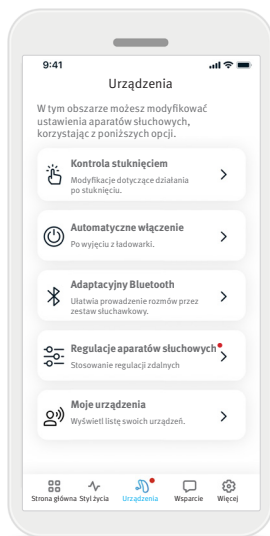 9:41
Urządzenia
W tym obszarze możesz modyfikować
ustawienia aparatów słuchowych,
korzystając z poniższych opcji.
Kontrola stuknięciem
Modyfikacje dotyczące działania
po stuknięciu.
Automatyczne włączenie
Po wyjęciu z ładowarki.
Adaptacyjny Bluetooth
Ułatwia prowadzenie rozmów przez
zestaw słuchawkowy.
Regulacje aparatów słuchowych
Stosowanie regulacji zdalnych
Moje urządzenia
Wyświetl listę swoich urządzeń.
Strona główna Styl życia Urządzenia Wsparcie Więcej